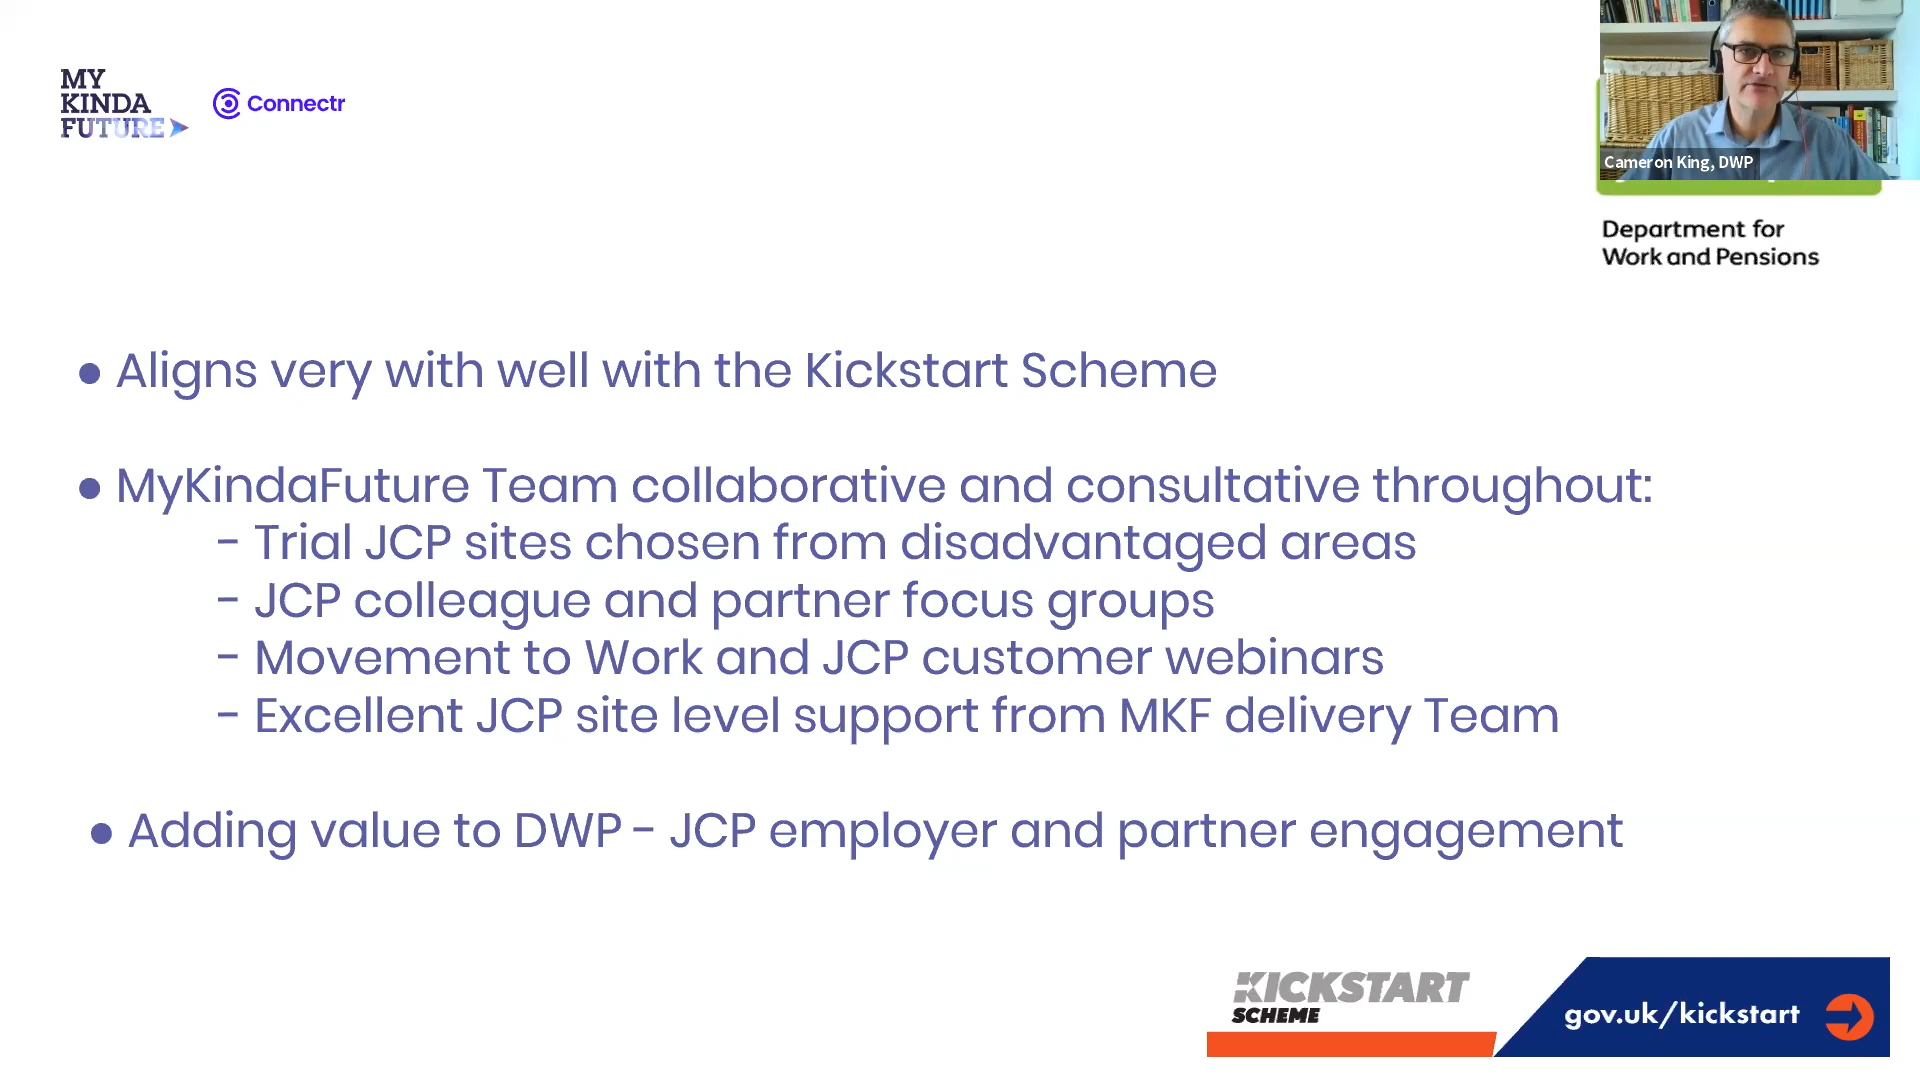 MY
KINDA
FUTURE
Connectr
Cameron King, DWP
Department for
Work and Pensions
● Aligns very with well with the Kickstart Scheme
● MyKindaFuture Team collaborative and consultative throughout:
- Trial JCP sites chosen from disadvantaged areas
- JCP colleague and partner focus groups
- Movement to Work and JCP customer webinars
- Excellent JCP site level support from MKF delivery Team
● Adding value to DWP - JCP employer and partner engagement
KICKSTART
SCHEME
gov.uk/kickstart